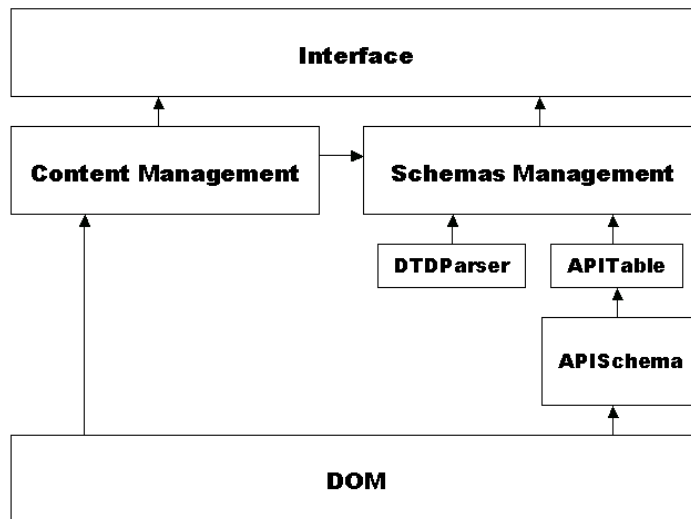 Interface
Content Management
Schemas Management
DTDParser
APITable
APISchema
DOM